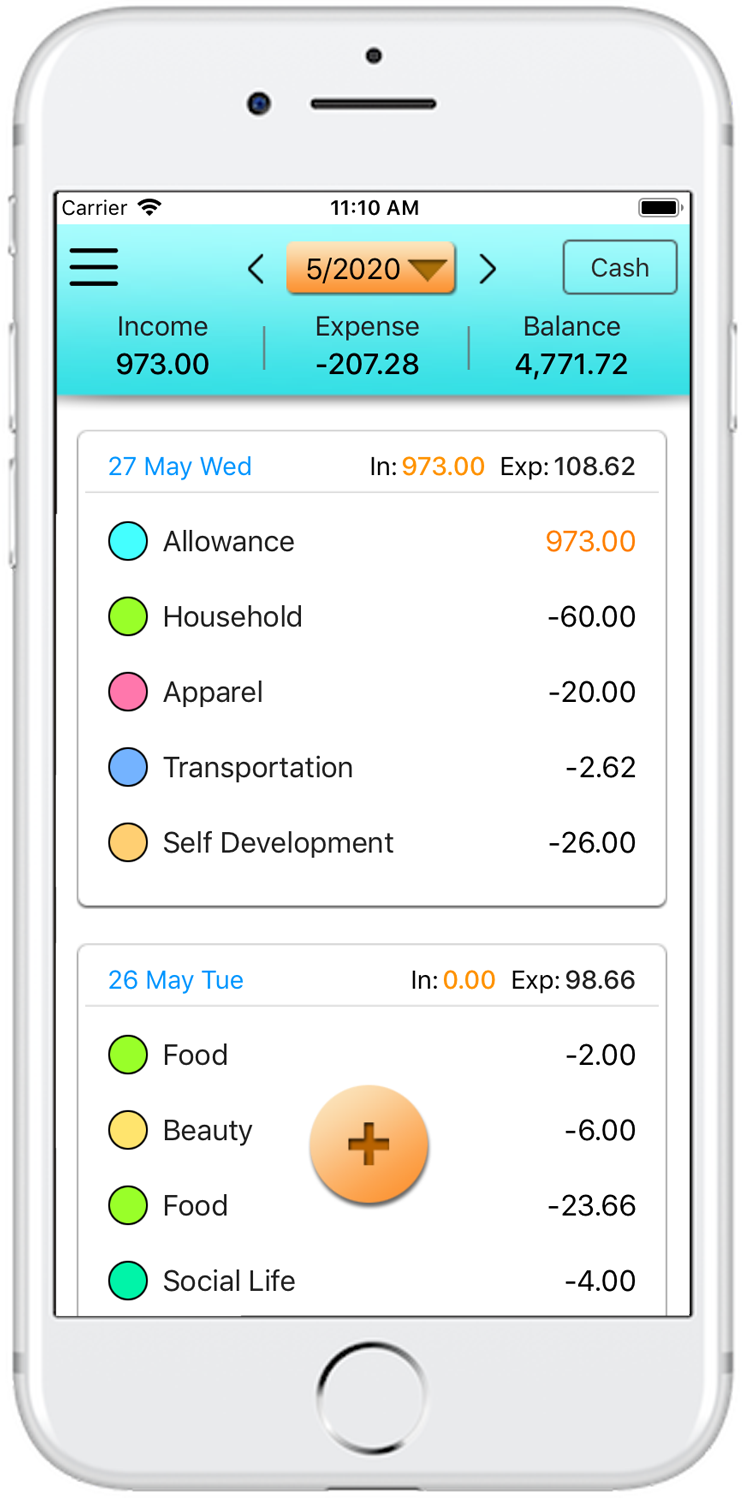 Carrier 11:10 AM
5/2020 Cash
Income Expense Balance
973.00 -207.28 4,771.72
27 May Wed In: 973.00 Exp: 108.62
Allowance 973.00
Household -60.00
Apparel -20.00
Transportation -2.62
Self Development -26.00
26 May Tue In: 0.00 Exp: 98.66
Food -2.00
Beauty -6.00
Food -23.66
Social Life -4.00